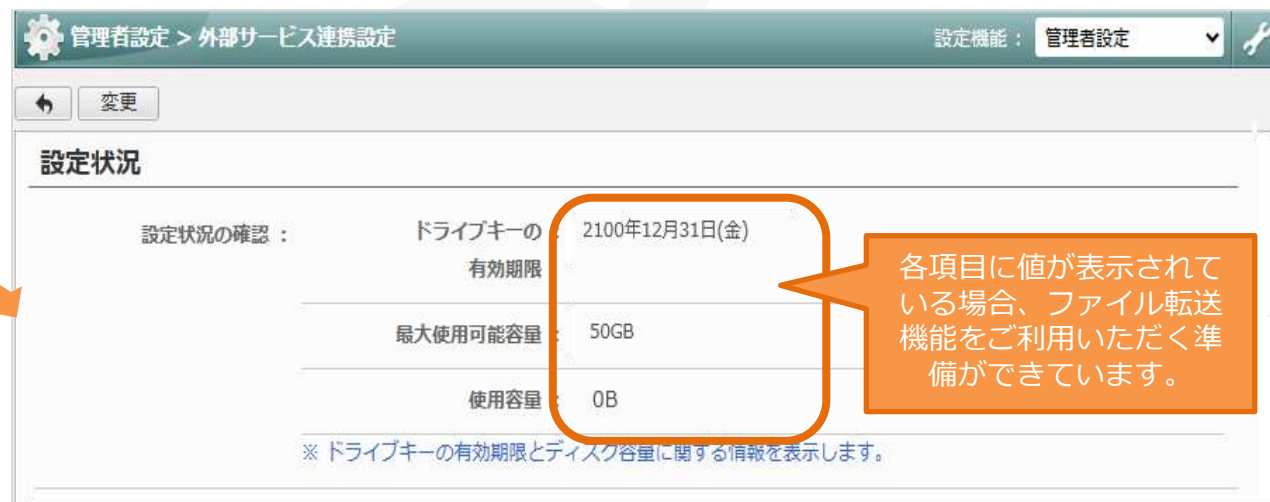 管理者設定 > 外部サービス連携設定 設定機能： 管理者設定
変更
設定状況
設定状況の確認 ： ドライブキーの ： 2100年12月31日(金)
有効期限
最大使用可能容量 ： 50GB
使用容量 ： 0B
※ ドライブキーの有効期限とディスク容量に関する情報を表示します。
各項目に値が表示されて
いる場合、ファイル転送
機能をご利用いただく準
備ができています。